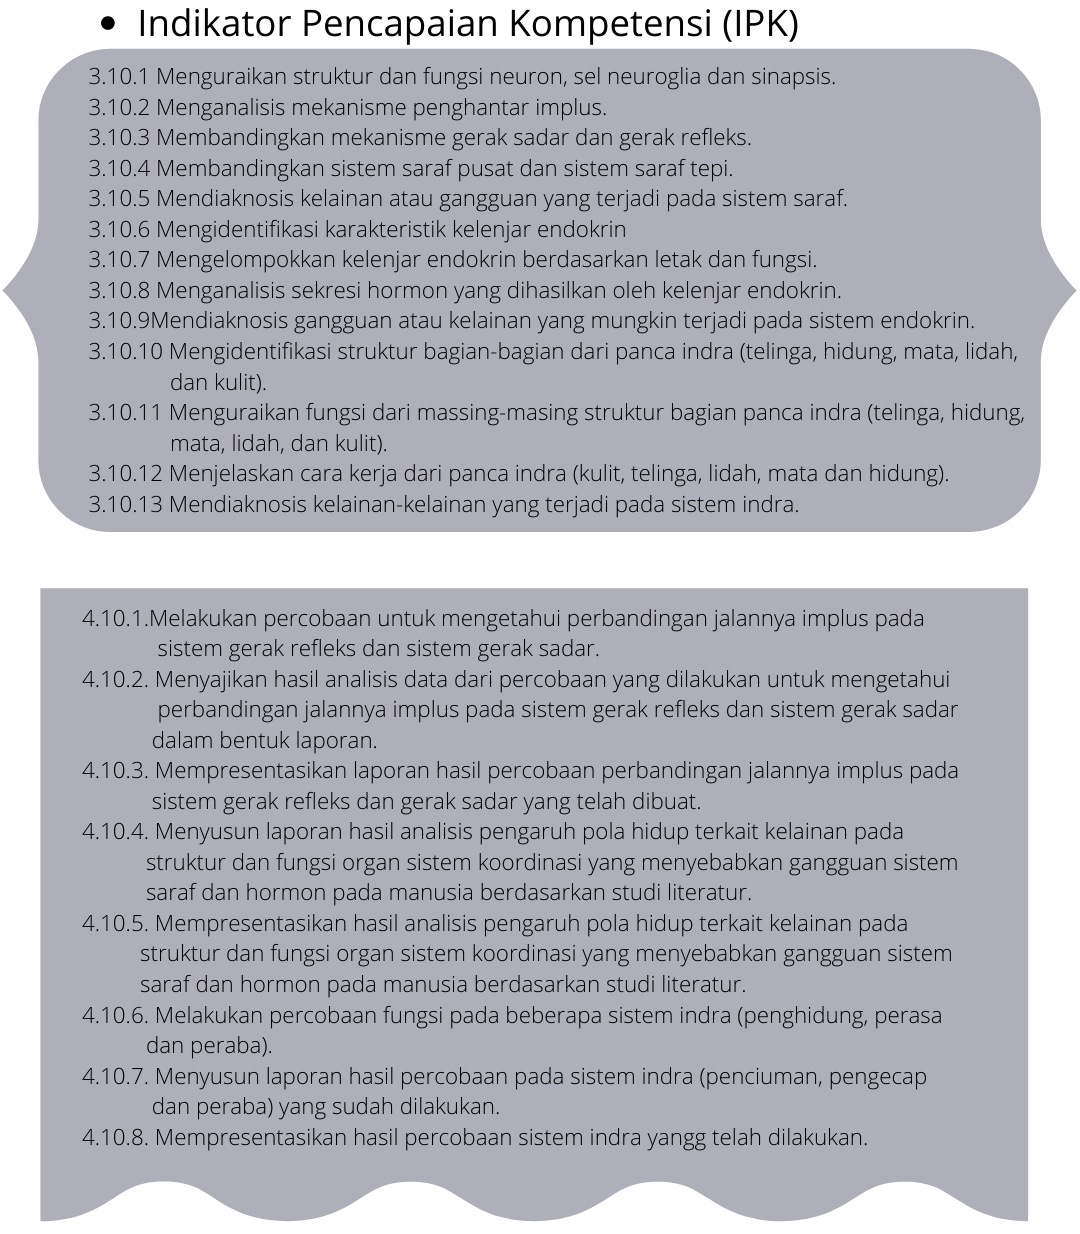 • Indikator Pencapaian Kompetensi (IPK)
3.10.1 Menguraikan struktur dan fungsi neuron, sel neuroglia dan sinapsis.
3.10.2 Menganalisis mekanisme penghantar implus.
3.10.3 Membandingkan mekanisme gerak sadar dan gerak refleks.
3.10.4 Membandingkan sistem saraf pusat dan sistem saraf tepi.
3.10.5 Mendiaknosis kelainan atau gangguan yang terjadi pada sistem saraf.
3.10.6 Mengidentifikasi karakteristik kelenjar endokrin
3.10.7 Mengelompokkan kelenjar endokrin berdasarkan letak dan fungsi.
3.10.8 Menganalisis sekresi hormon yang dihasilkan oleh kelenjar endokrin.
3.10.9Mendiaknosis gangguan atau kelainan yang mungkin terjadi pada sistem endokrin.
3.10.10 Mengidentifikasi struktur bagian-bagian dari panca indra (telinga, hidung, mata, lidah,
dan kulit).
3.10.11 Menguraikan fungsi dari massing-masing struktur bagian panca indra (telinga, hidung,
mata, lidah, dan kulit).
3.10.12 Menjelaskan cara kerja dari panca indra (kulit, telinga, lidah, mata dan hidung).
3.10.13 Mendiaknosis kelainan-kelainan yang terjadi pada sistem indra.
4.10.1.Melakukan percobaan untuk mengetahui perbandingan jalannya implus pada
sistem gerak refleks dan sistem gerak sadar.
4.10.2. Menyajikan hasil analisis data dari percobaan yang dilakukan untuk mengetahui
perbandingan jalannya implus pada sistem gerak refleks dan sistem gerak sadar
dalam bentuk laporan.
4.10.3. Mempresentasikan laporan hasil percobaan perbandingan jalannya implus pada
sistem gerak refleks dan gerak sadar yang telah dibuat.
4.10.4. Menyusun laporan hasil analisis pengaruh pola hidup terkait kelainan pada
struktur dan fungsi organ sistem koordinasi yang menyebabkan gangguan sistem
saraf dan hormon pada manusia berdasarkan studi literatur.
4.10.5. Mempresentasikan hasil analisis pengaruh pola hidup terkait kelainan pada
struktur dan fungsi organ sistem koordinasi yang menyebabkan gangguan sistem
saraf dan hormon pada manusia berdasarkan studi literatur.
4.10.6. Melakukan percobaan fungsi pada beberapa sistem indra (penghidung, perasa
dan peraba).
4.10.7. Menyusun laporan hasil percobaan pada sistem indra (penciuman, pengecap
dan peraba) yang sudah dilakukan.
4.10.8. Mempresentasikan hasil percobaan sistem indra yangg telah dilakukan.